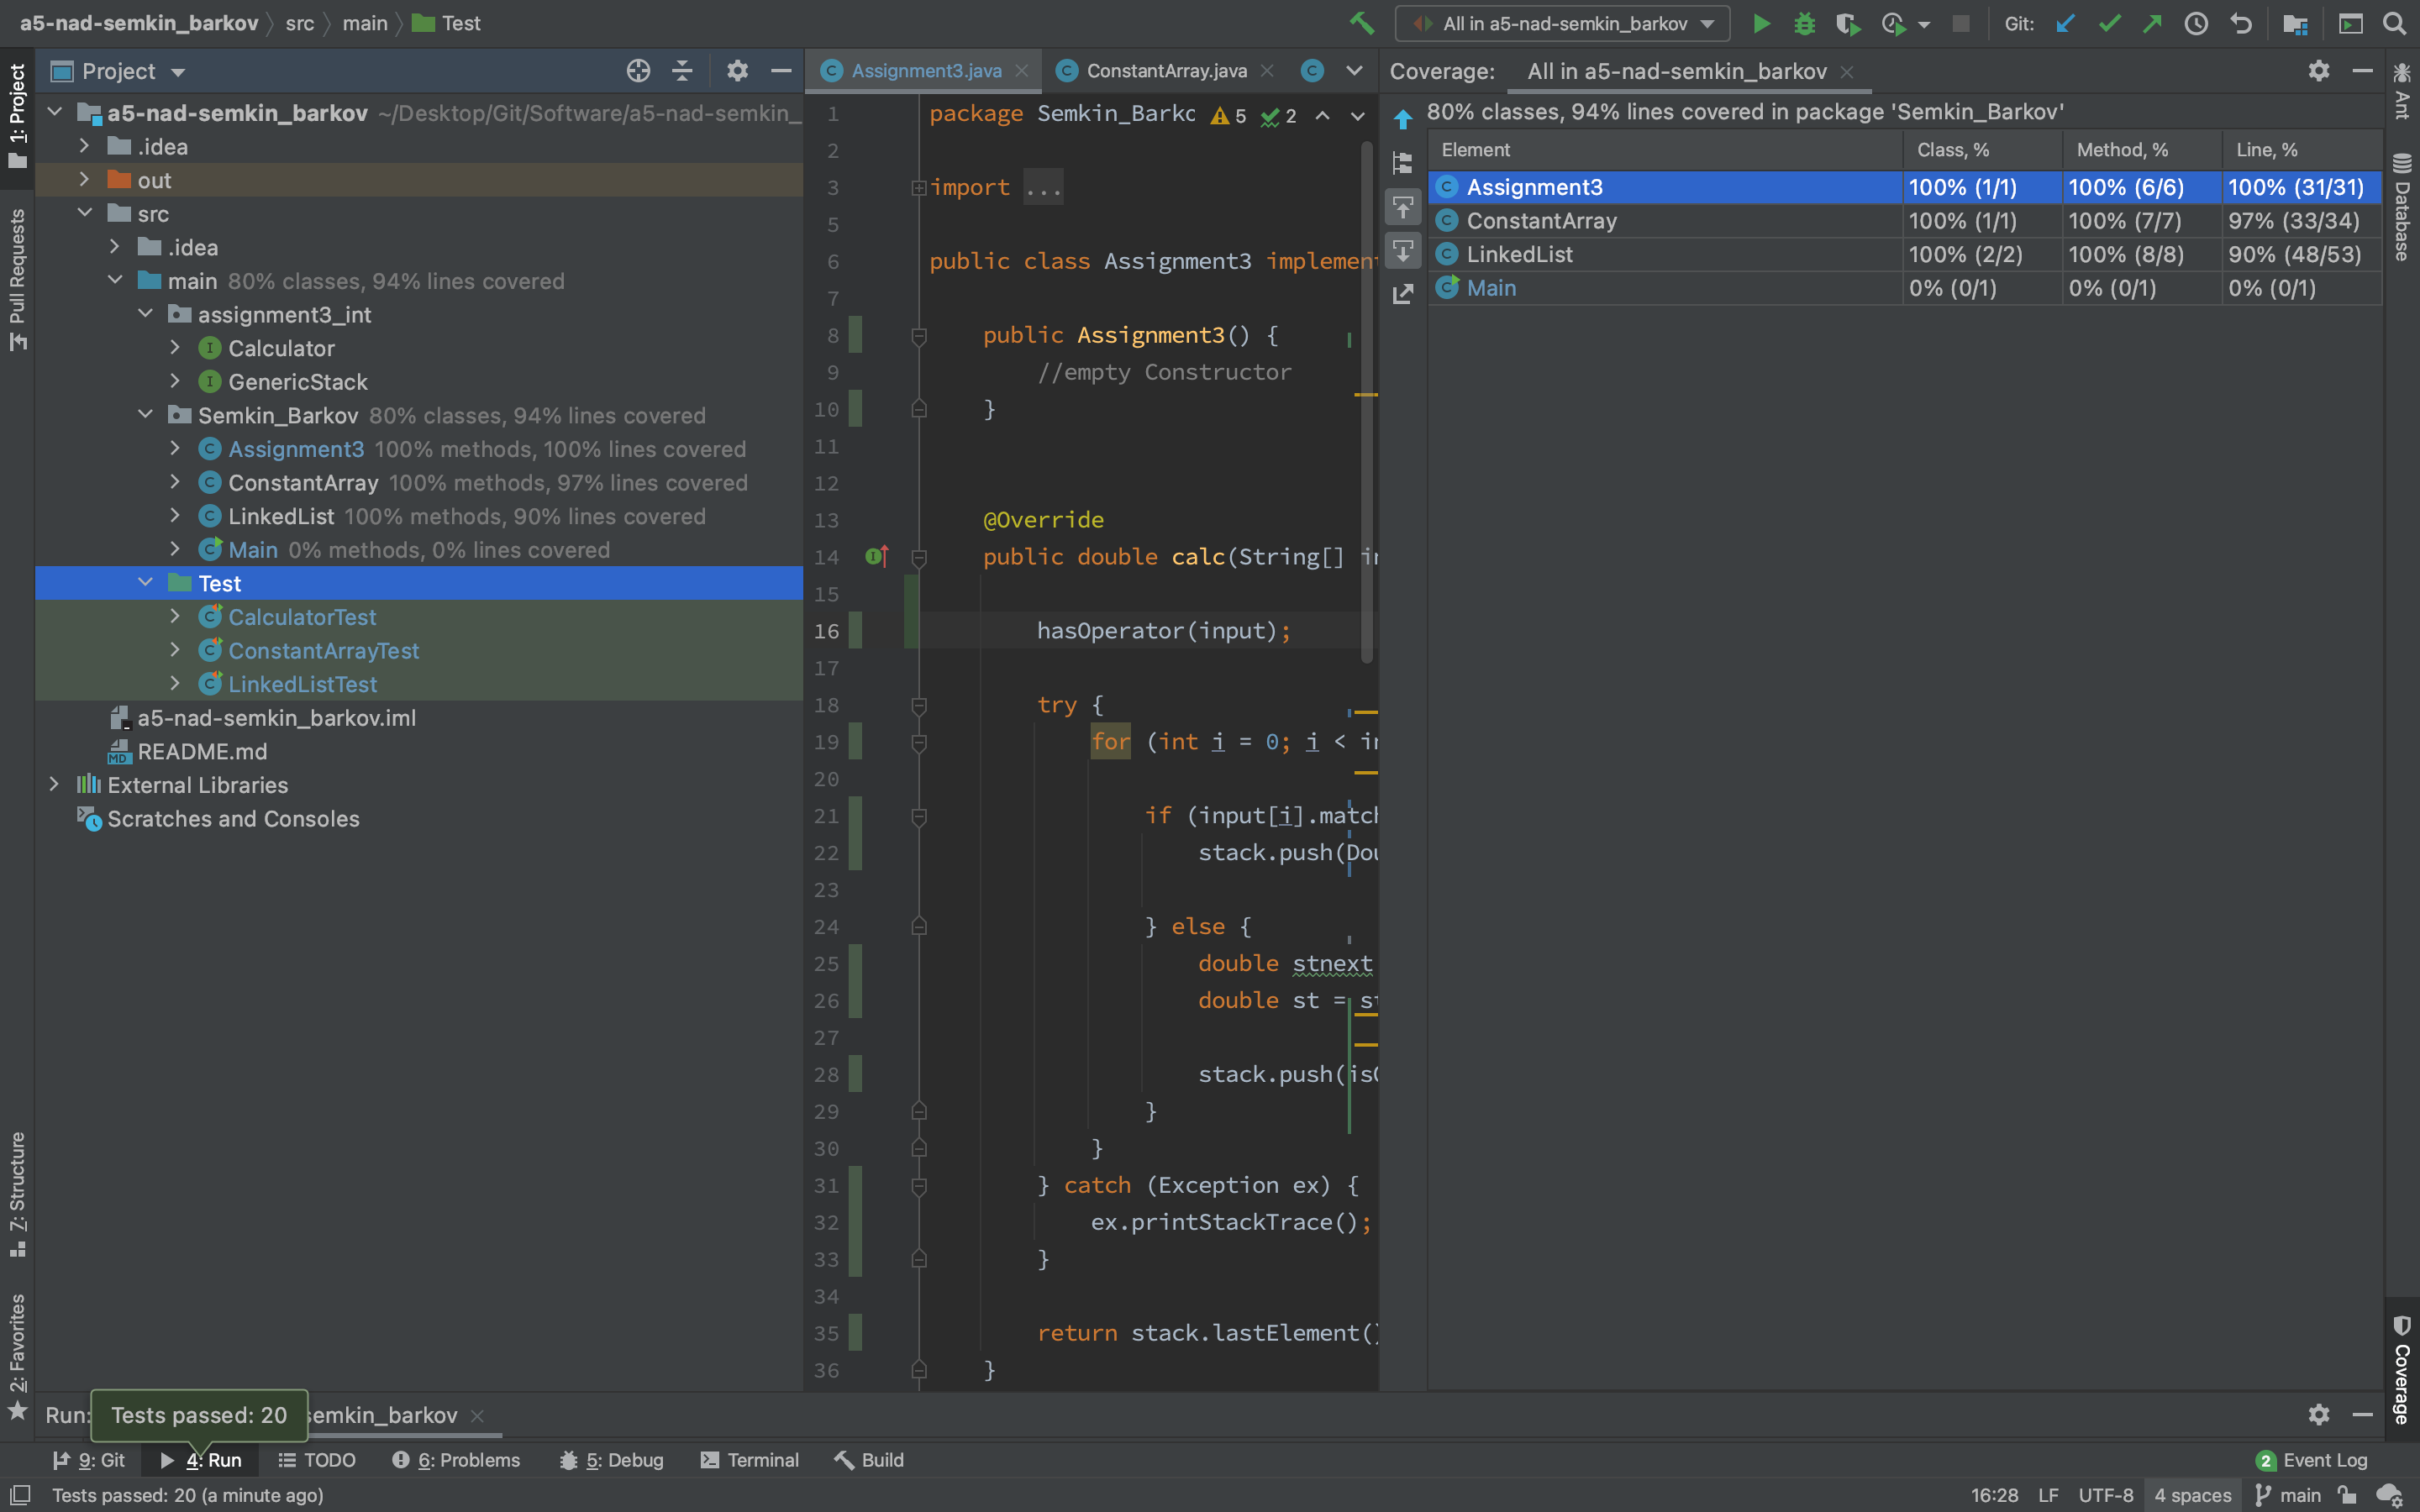 a5-nad-semkin_barkov src main Test
All in a5-nad-semkin_barkov Git:
1: Project
Pull Requests
7: Structure
2: Favorites
Project
a5-nad-semkin_barkov ~/Desktop/Git/Software/a5-nad-semkin_
.idea
out
src
.idea
main 80% classes, 94% lines covered
assignment3_int
Calculator
GenericStack
Semkin_Barkov 80% classes, 94% lines covered
Assignment3 100% methods, 100% lines covered
ConstantArray 100% methods, 97% lines covered
LinkedList 100% methods, 90% lines covered
Main 0% methods, 0% lines covered
Test
CalculatorTest
ConstantArrayTest
LinkedListTest
a5-nad-semkin_barkov.iml
README.md
External Libraries
Scratches and Consoles
Assignment3.java ConstantArray.java
5 2
1 package Semkin_Barkc
2
3 import ...
5
6 public class Assignment3 implement
7
8 public Assignment3() {
9 //empty Constructor
10 }
11
12
13 @Override
14 public double calc(String[] in
15
16 hasOperator(input);
17
18 try {
19 for (int i = 0; i < in
20
21 if (input[i].match
22 stack.push(Dou
23
24 } else {
25 double stnext
26 double st = st
27
28 stack.push(isO
29 }
30 }
31 } catch (Exception ex) {
32 ex.printStackTrace();
33 }
34
35 return stack.lastElement()
36 }
Coverage: All in a5-nad-semkin_barkov
80% classes, 94% lines covered in package 'Semkin_Barkov'
Element Class, % Method, % Line, %
Assignment3 100% (1/1) 100% (6/6) 100% (31/31)
ConstantArray 100% (1/1) 100% (7/7) 97% (33/34)
LinkedList 100% (2/2) 100% (8/8) 90% (48/53)
Main 0% (0/1) 0% (0/1) 0% (0/1)
Ant
Database
Coverage
Run: semkin_barkov
Tests passed: 20
9: Git 4: Run TODO 6: Problems 5: Debug Terminal Build 2 Event Log
Tests passed: 20 (a minute ago) 16:28 LF UTF-8 4 spaces main